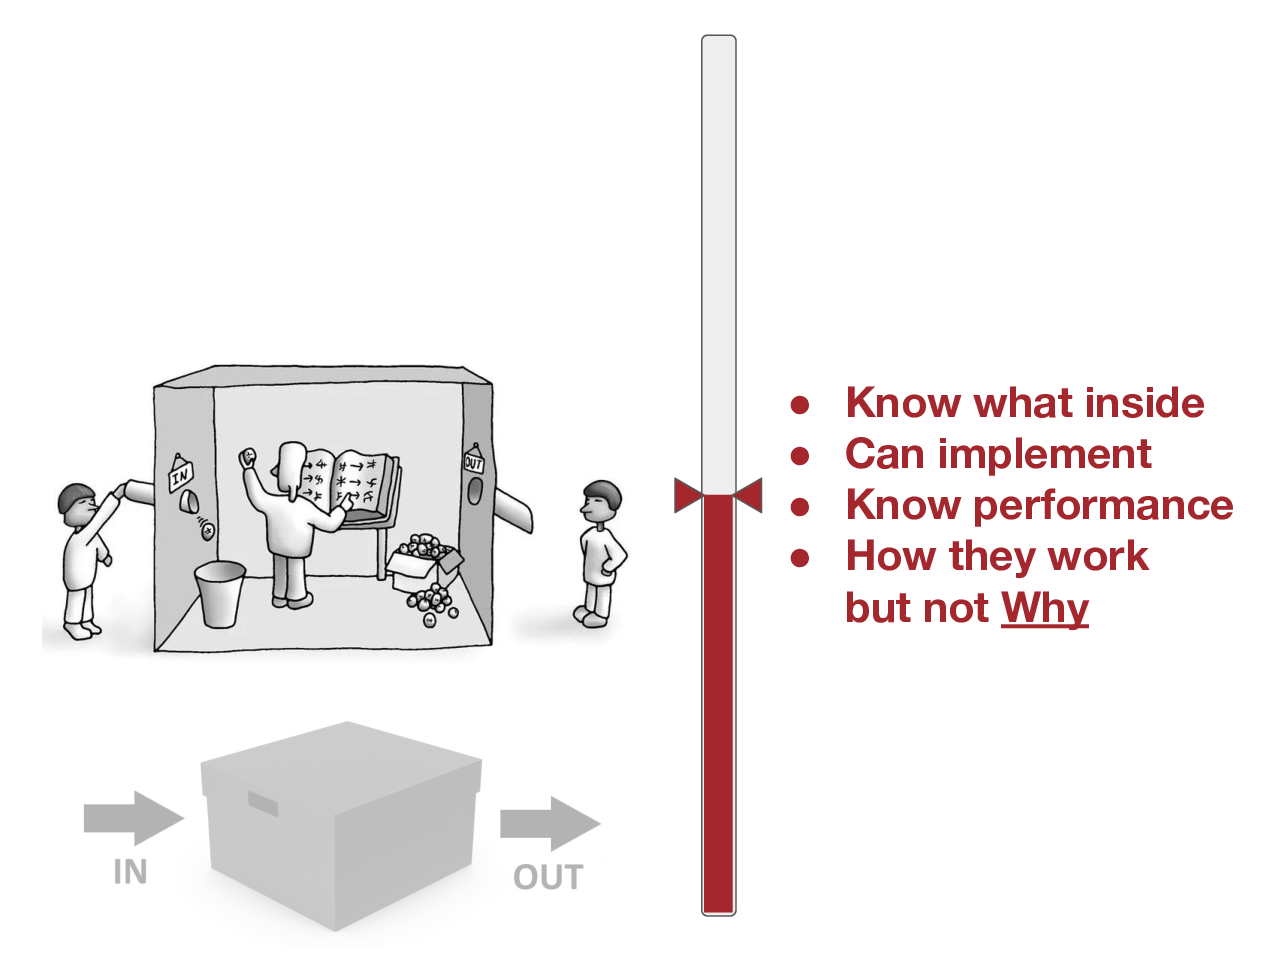 IN
OUT
● Know what inside
● Can implement
● Know performance
● How they work
but not Why
IN
OUT